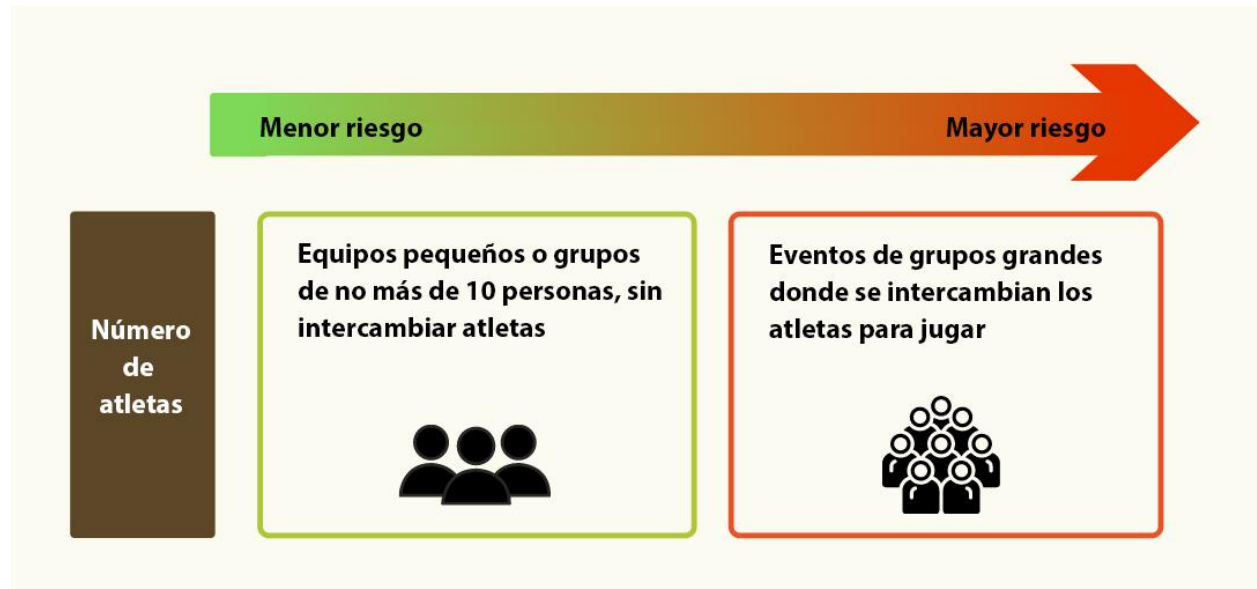 Menor riesgo
Mayor riesgo
Número
de
atletas
Equipos pequeños o grupos
de no más de 10 personas, sin
intercambiar atletas
Eventos de grupos grandes
donde se intercambian los
atletas para jugar